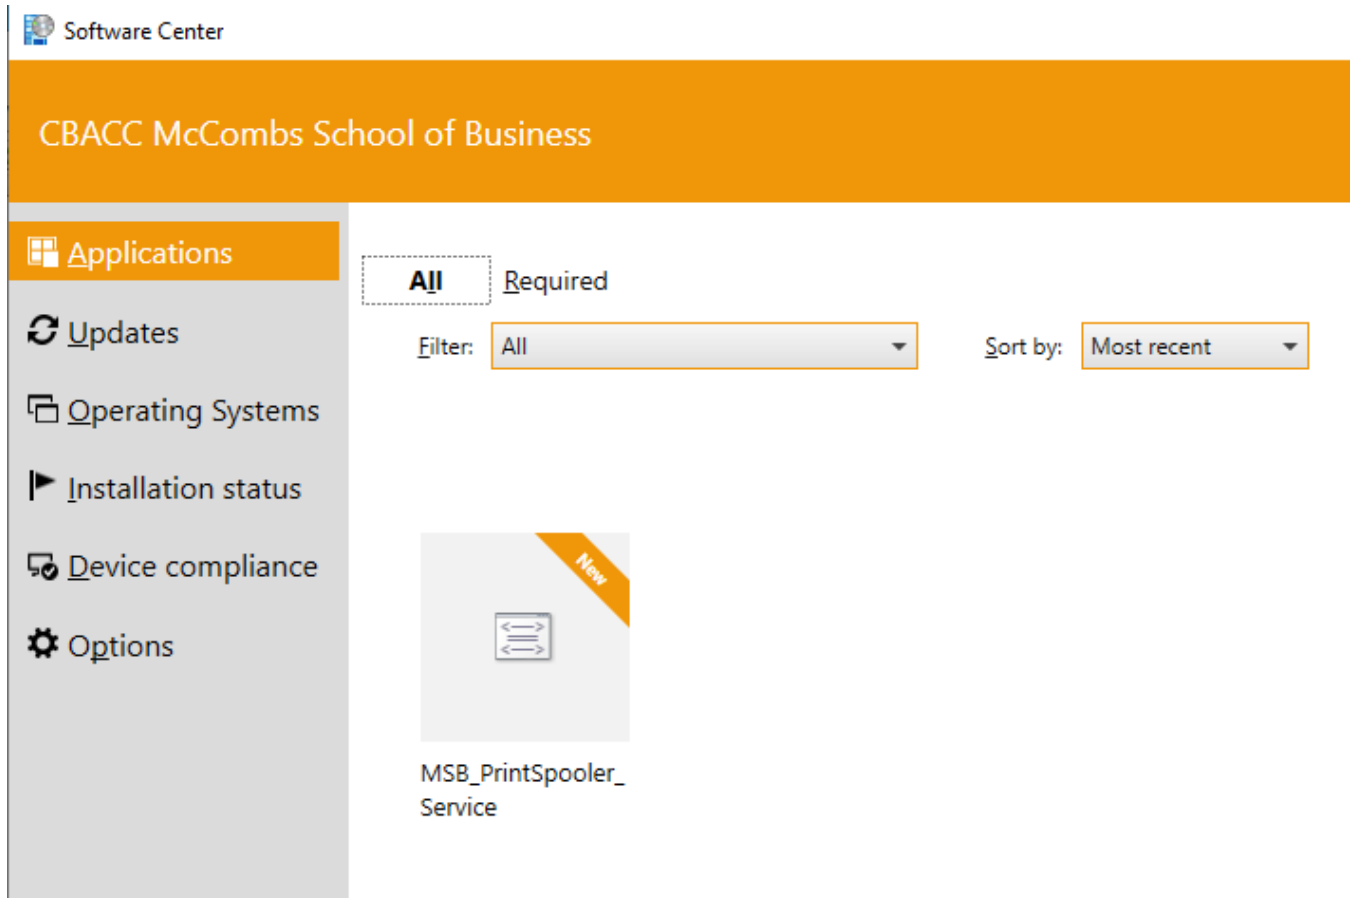 Software Center
CBACC McCombs School of Business
Applications
Updates
Operating Systems
Installation status
Device compliance
Options
All Required
Filter: All Sort by: Most recent
New
MSB_PrintSpooler_
Service